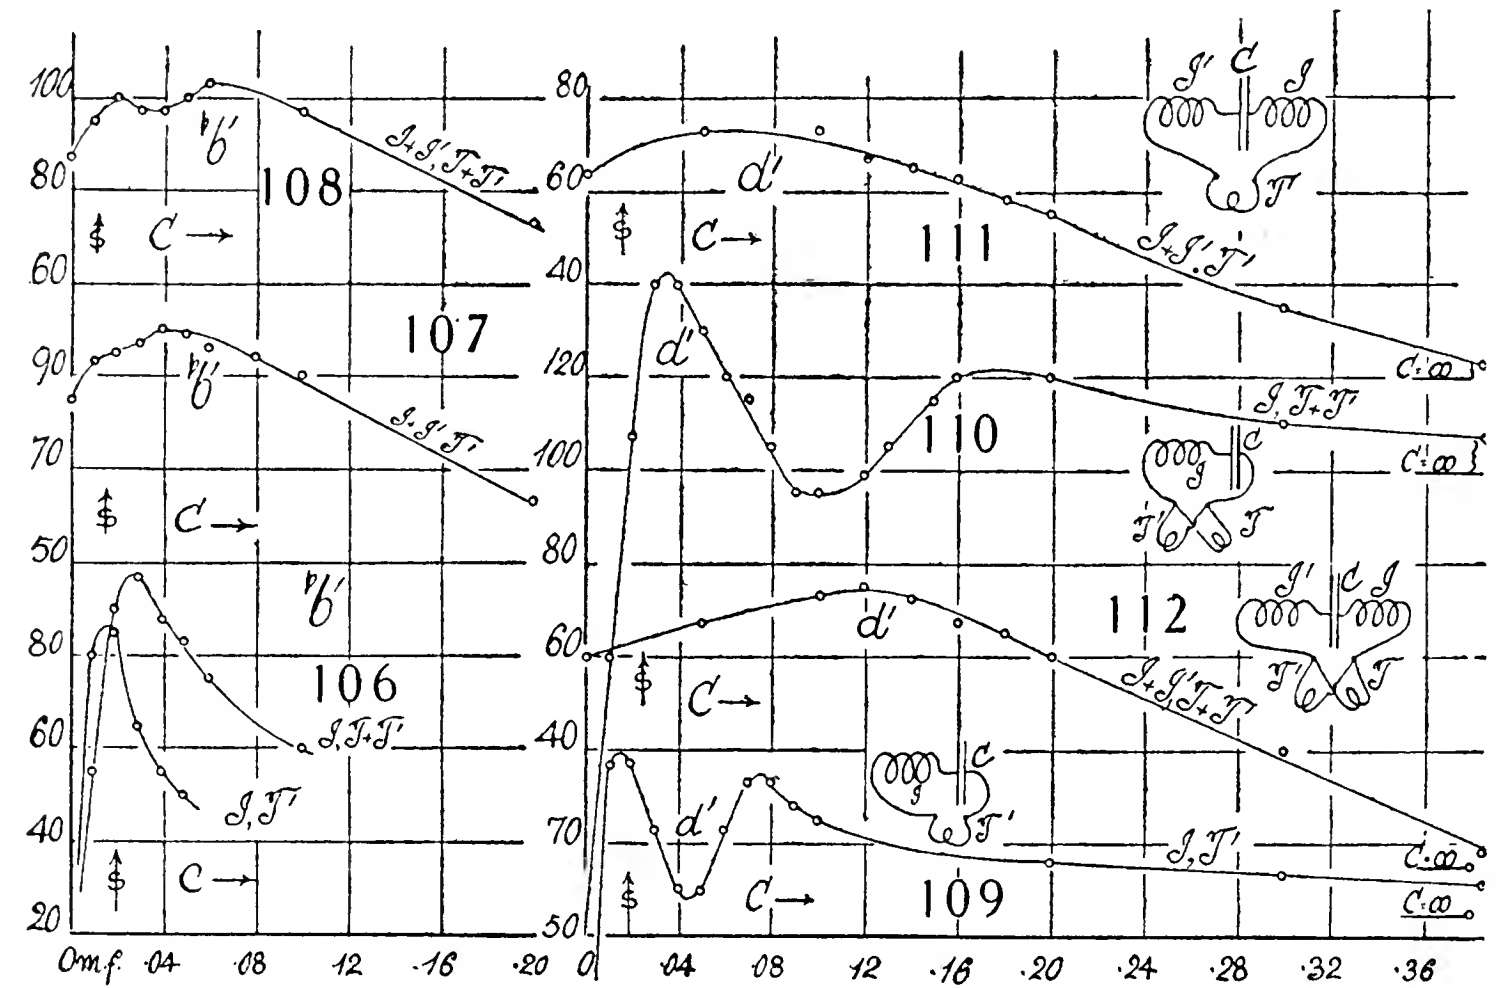 100
80
60
90
70
50
80
60
40
20
0 m.f. .04 .08 .12 .16 .20
108
$ C →
I+I', T+T'
107
$ C →
I+I' T'
106
I, T+T'
I, T'
$ C →
80
60
40
120
100
80
60
40
70
50
0 .04 .08 .12 .16 .20 .24 .28 .32 .36
d'
111
$ C →
I+I'. T'
C=∞
I' C I
T'
d'
110
I, T+T'
C=∞
I C
T' T
d'
112
$ C →
I+I', T+T'
C=∞
I' C I
T' T
d'
109
$ C →
I, T'
C=∞
I C
T'